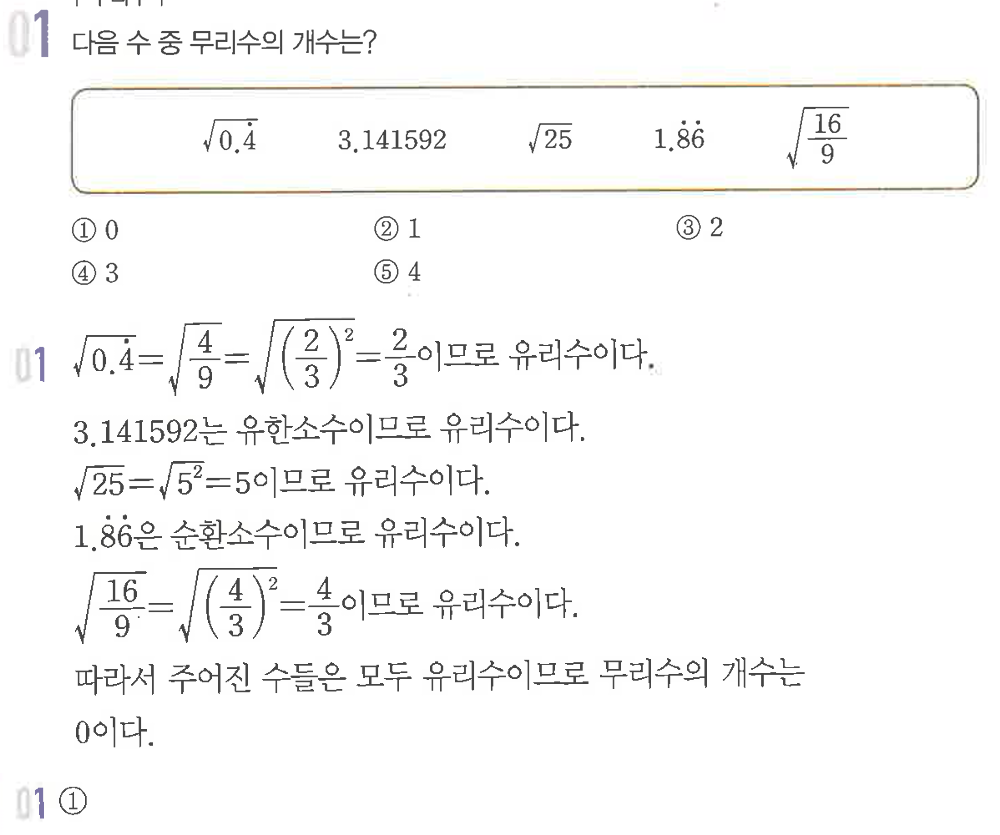 01
다음 수 중 무리수의 개수는?
√0.4̇ 3.141592 √25 1.8̇6̇ √(16/9)
① 0 ② 1 ③ 2
④ 3 ⑤ 4
01 √0.4̇=√(4/9)=√((2/3)²)=2/3이므로 유리수이다.
3.141592는 유한소수이므로 유리수이다.
√25=√5²=5이므로 유리수이다.
1.8̇6̇은 순환소수이므로 유리수이다.
√(16/9)=√((4/3)²)=4/3이므로 유리수이다.
따라서 주어진 수들은 모두 유리수이므로 무리수의 개수는
0이다.
01 ①